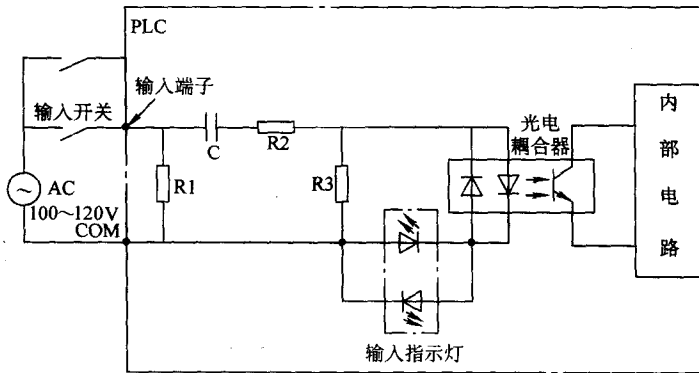 PLC
输入端子
输入开关
C
R2
光电
耦合器
内
部
电
路
AC
100～120V
COM
R1
R3
输入指示灯